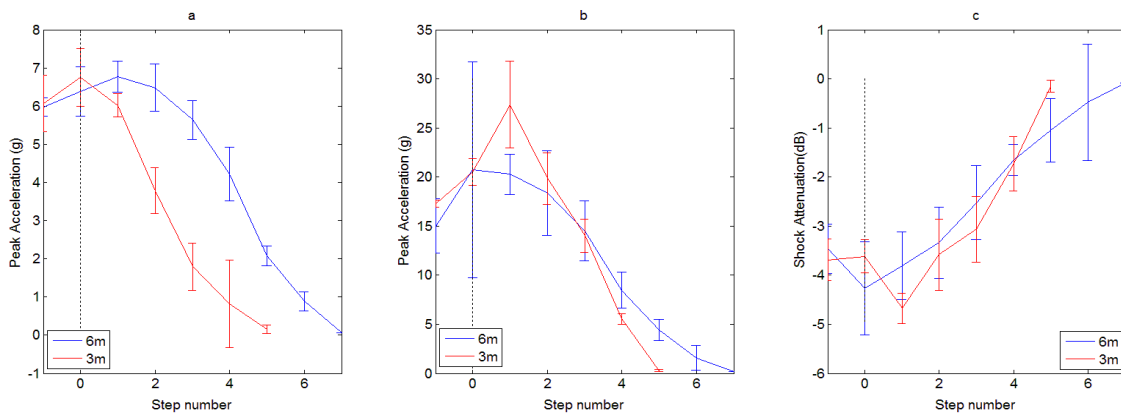 a
8
7
6
5
4
3
2
1
0
-1
Peak Acceleration (g)
0 2 4 6
Step number
6m
3m
b
35
30
25
20
15
10
5
0
Peak Acceleration (g)
0 2 4 6
Step number
6m
3m
c
1
0
-1
-2
-3
-4
-5
-6
Shock Attenuation(dB)
0 2 4 6
Step number
6m
3m